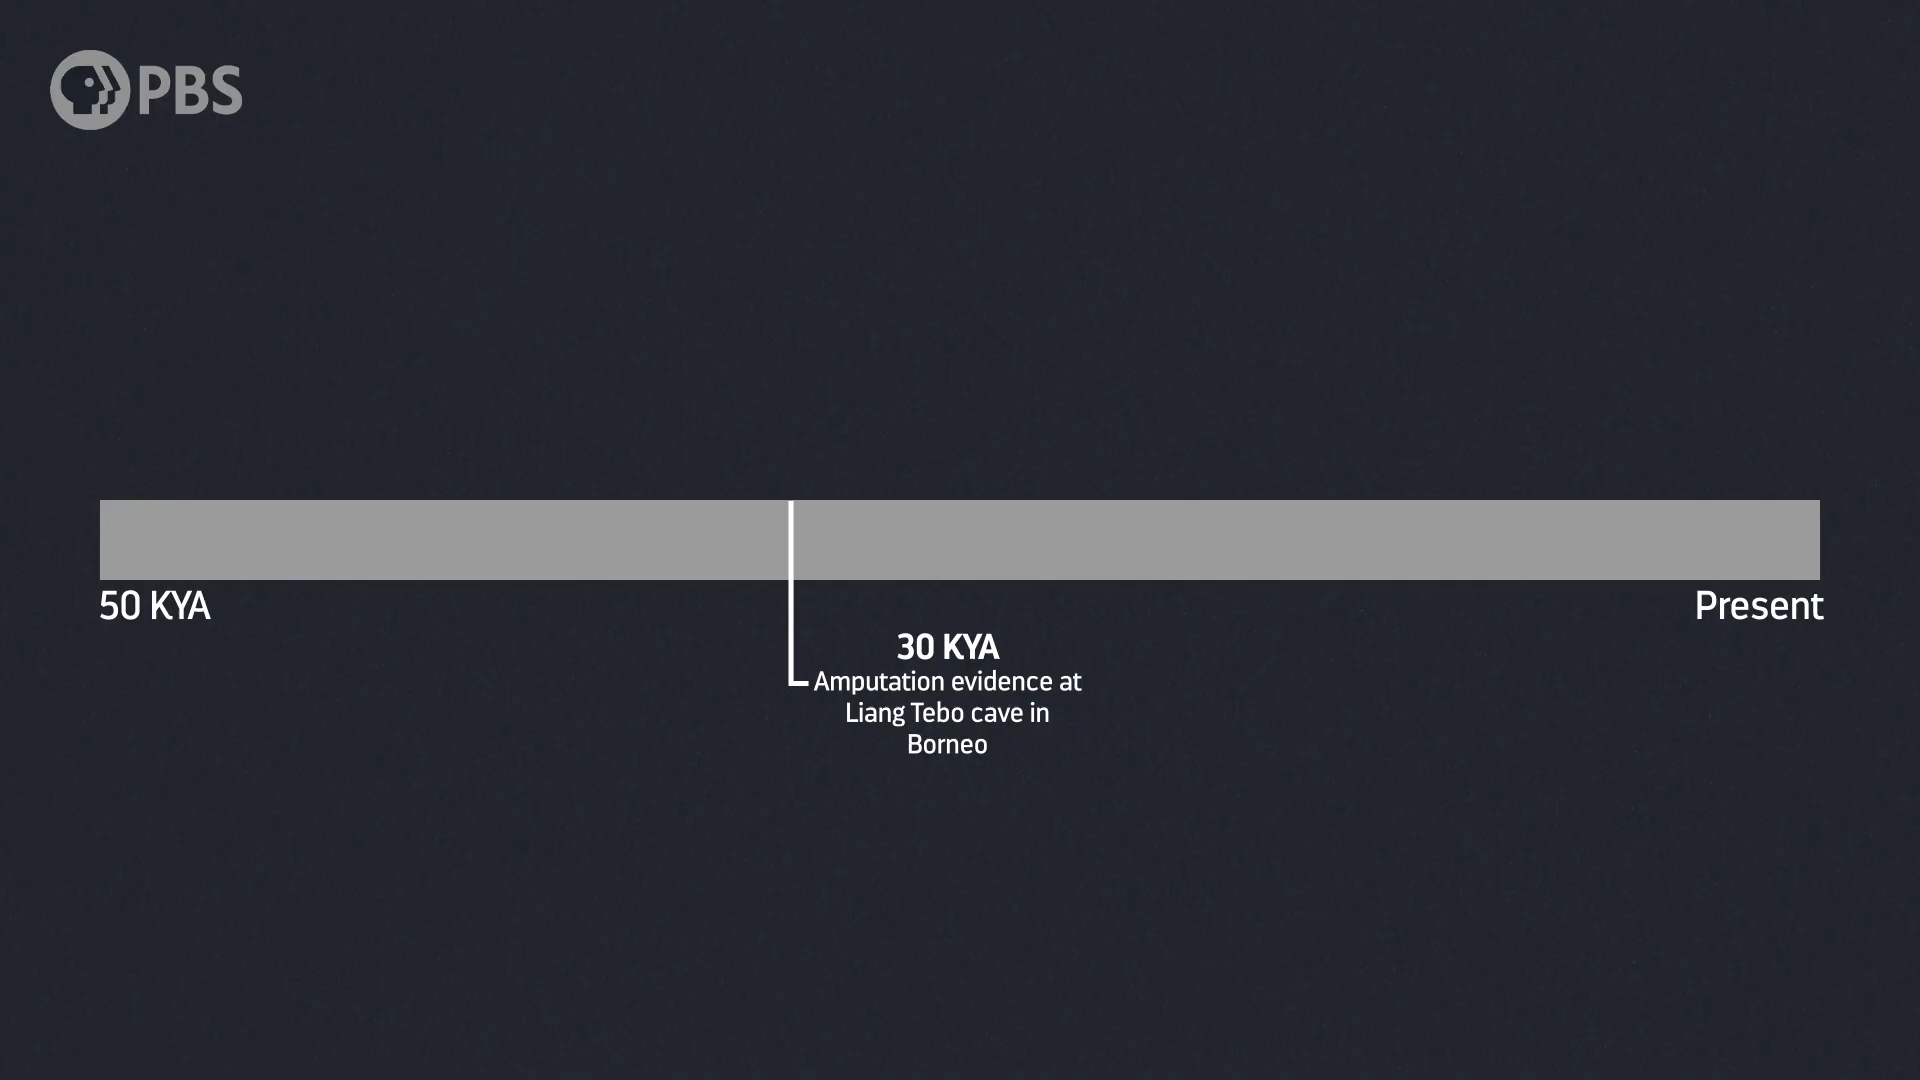 PBS
50 KYA
Present
30 KYA
Amputation evidence at
Liang Tebo cave in
Borneo